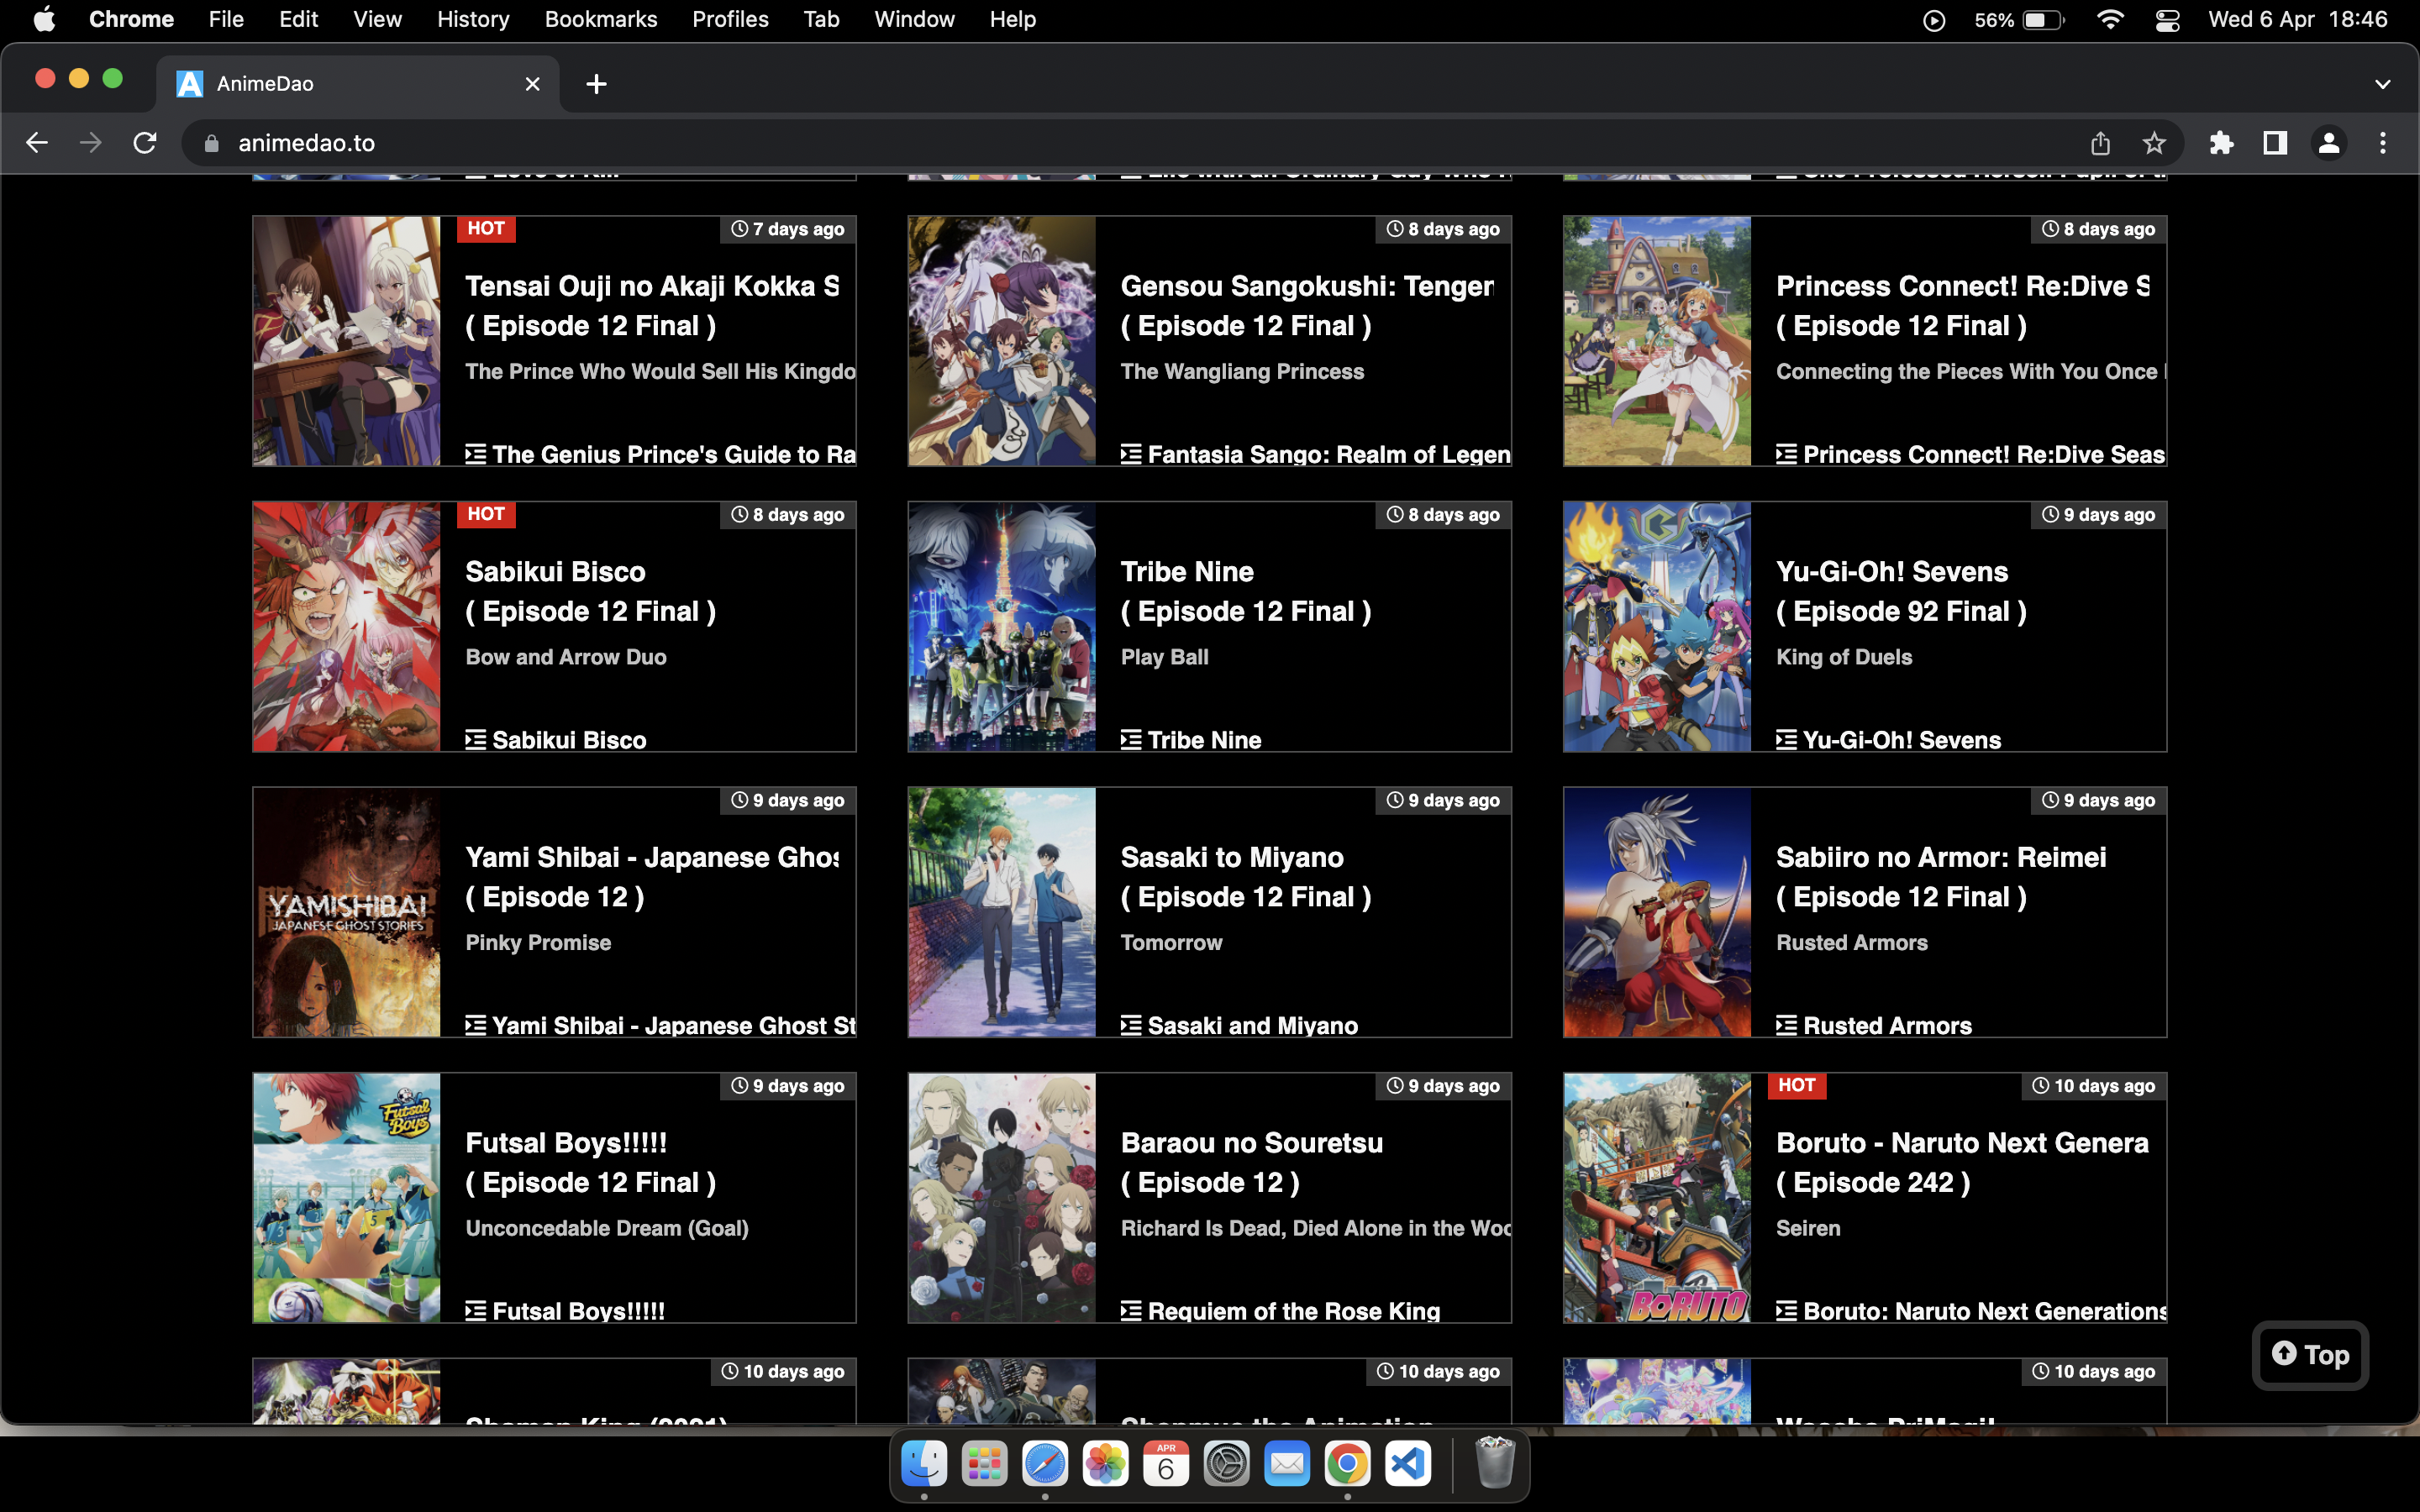 Chrome File Edit View History Bookmarks Profiles Tab Window Help 56% Wed 6 Apr 18:46
AnimeDao
animedao.to
HOT
7 days ago
Tensai Ouji no Akaji Kokka S
( Episode 12 Final )
The Prince Who Would Sell His Kingdo
The Genius Prince's Guide to Ra
8 days ago
Gensou Sangokushi: Tenger
( Episode 12 Final )
The Wangliang Princess
Fantasia Sango: Realm of Legen
8 days ago
Princess Connect! Re:Dive S
( Episode 12 Final )
Connecting the Pieces With You Once
Princess Connect! Re:Dive Seas
HOT
8 days ago
Sabikui Bisco
( Episode 12 Final )
Bow and Arrow Duo
Sabikui Bisco
8 days ago
Tribe Nine
( Episode 12 Final )
Play Ball
Tribe Nine
9 days ago
Yu-Gi-Oh! Sevens
( Episode 92 Final )
King of Duels
Yu-Gi-Oh! Sevens
YAMISHIBAI
JAPANESE GHOST STORIES
9 days ago
Yami Shibai - Japanese Ghos
( Episode 12 )
Pinky Promise
Yami Shibai - Japanese Ghost St
9 days ago
Sasaki to Miyano
( Episode 12 Final )
Tomorrow
Sasaki and Miyano
9 days ago
Sabiiro no Armor: Reimei
( Episode 12 Final )
Rusted Armors
Rusted Armors
Futsal
Boys
9 days ago
Futsal Boys!!!!!
( Episode 12 Final )
Unconcedable Dream (Goal)
Futsal Boys!!!!!
9 days ago
Baraou no Souretsu
( Episode 12 )
Richard Is Dead, Died Alone in the Woo
Requiem of the Rose King
BORUTO
HOT
10 days ago
Boruto - Naruto Next Genera
( Episode 242 )
Seiren
Boruto: Naruto Next Generations
10 days ago
Shaman King (2021)
10 days ago
Shenmue the Animation
10 days ago
Waccha PriMagi!
Top
APR
6